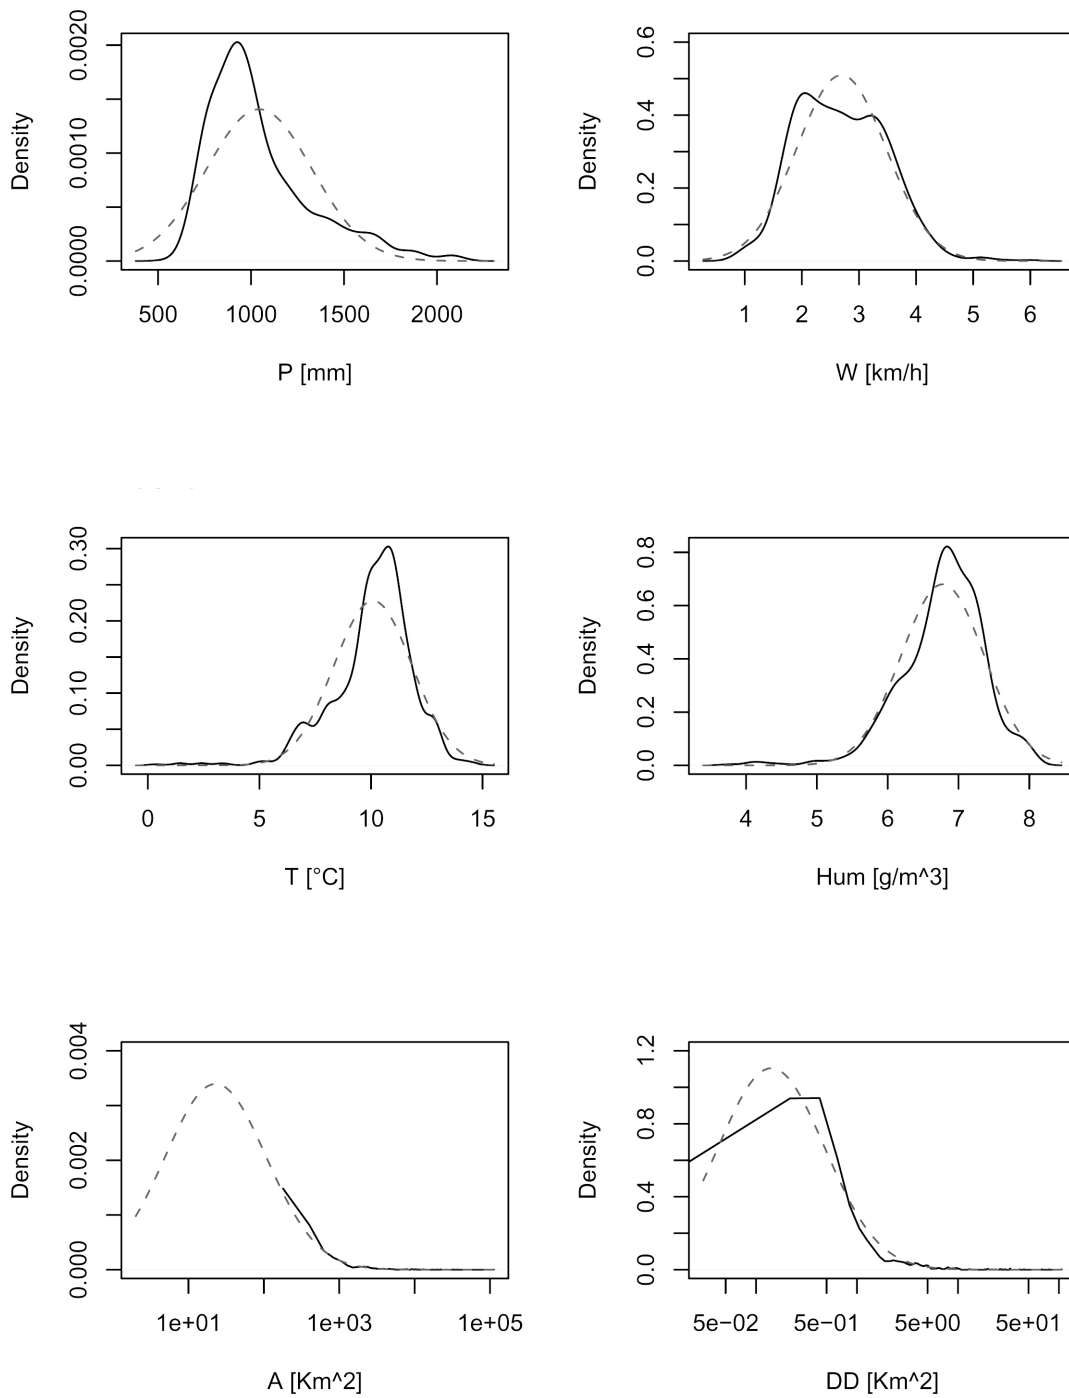 Density
0.0000 0.0010 0.0020
500 1000 1500 2000
P [mm]
Density
0.0 0.2 0.4 0.6
1 2 3 4 5 6
W [km/h]
Density
0.00 0.10 0.20 0.30
0 5 10 15
T [°C]
Density
0.0 0.2 0.4 0.6 0.8
4 5 6 7 8
Hum [g/m^3]
Density
0.000 0.002 0.004
1e+01 1e+03 1e+05
A [Km^2]
Density
0.0 0.4 0.8 1.2
5e−02 5e−01 5e+00 5e+01
DD [Km^2]